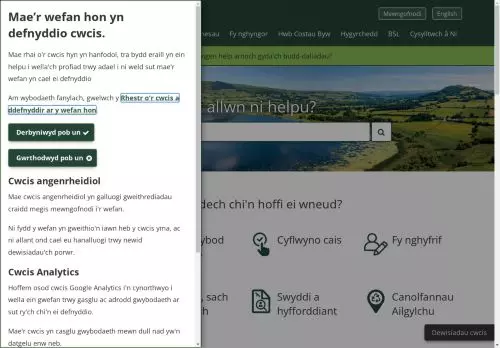 Mae'r wefan hon yn
defnyddio cwcis.
Mae rhai o'r cwcis hyn yn hanfodol, tra bydd eraill yn ein
helpu i wella'ch profiad trwy adael i ni weld sut mae'r
wefan yn cael ei defnyddio
Am wybodaeth fanylach, gwelwch y Rhestr o'r cwcis a
ddefnyddir ar y wefan hon
Derbyniwyd pob un
Gwrthodwyd pob un
Cwcis angenrheidiol
Mae cwcis angenrheidiol yn galluogi gweithrediadau
craidd megis mewngofnodi i'r wefan.
Ni fydd y wefan yn gweithio'n iawn heb y cwcis yma, ac
ni allant ond cael eu hanalluogi trwy newid
dewisiadau'ch porwr.
Cwcis Analytics
Hoffem osod cwcis Google Analytics i'n cynorthwyo i
wella ein gwefan trwy gasglu ac adrodd gwybodaeth ar
sut ry'ch chi'n ei defnyddio.
Mae'r cwcis yn casglu gwybodaeth mewn dull nad yw'n
datgelu enw neb.
Mewngofnodi
English
nesau
Fy nghyngor
Hwb Costau Byw
Hygyrchedd
BSL
Cysylltwch â Ni
ngen help arnoch gyda'ch budd-daliadau?
allwn ni helpu?
dech chi'n hoffi ei wneud?
ybod
Cyflwyno cais
Fy nghyfrif
, sach
h
Swyddi a
hyfforddiant
Canolfannau
Ailgylchu
Dewisiadau cwcis